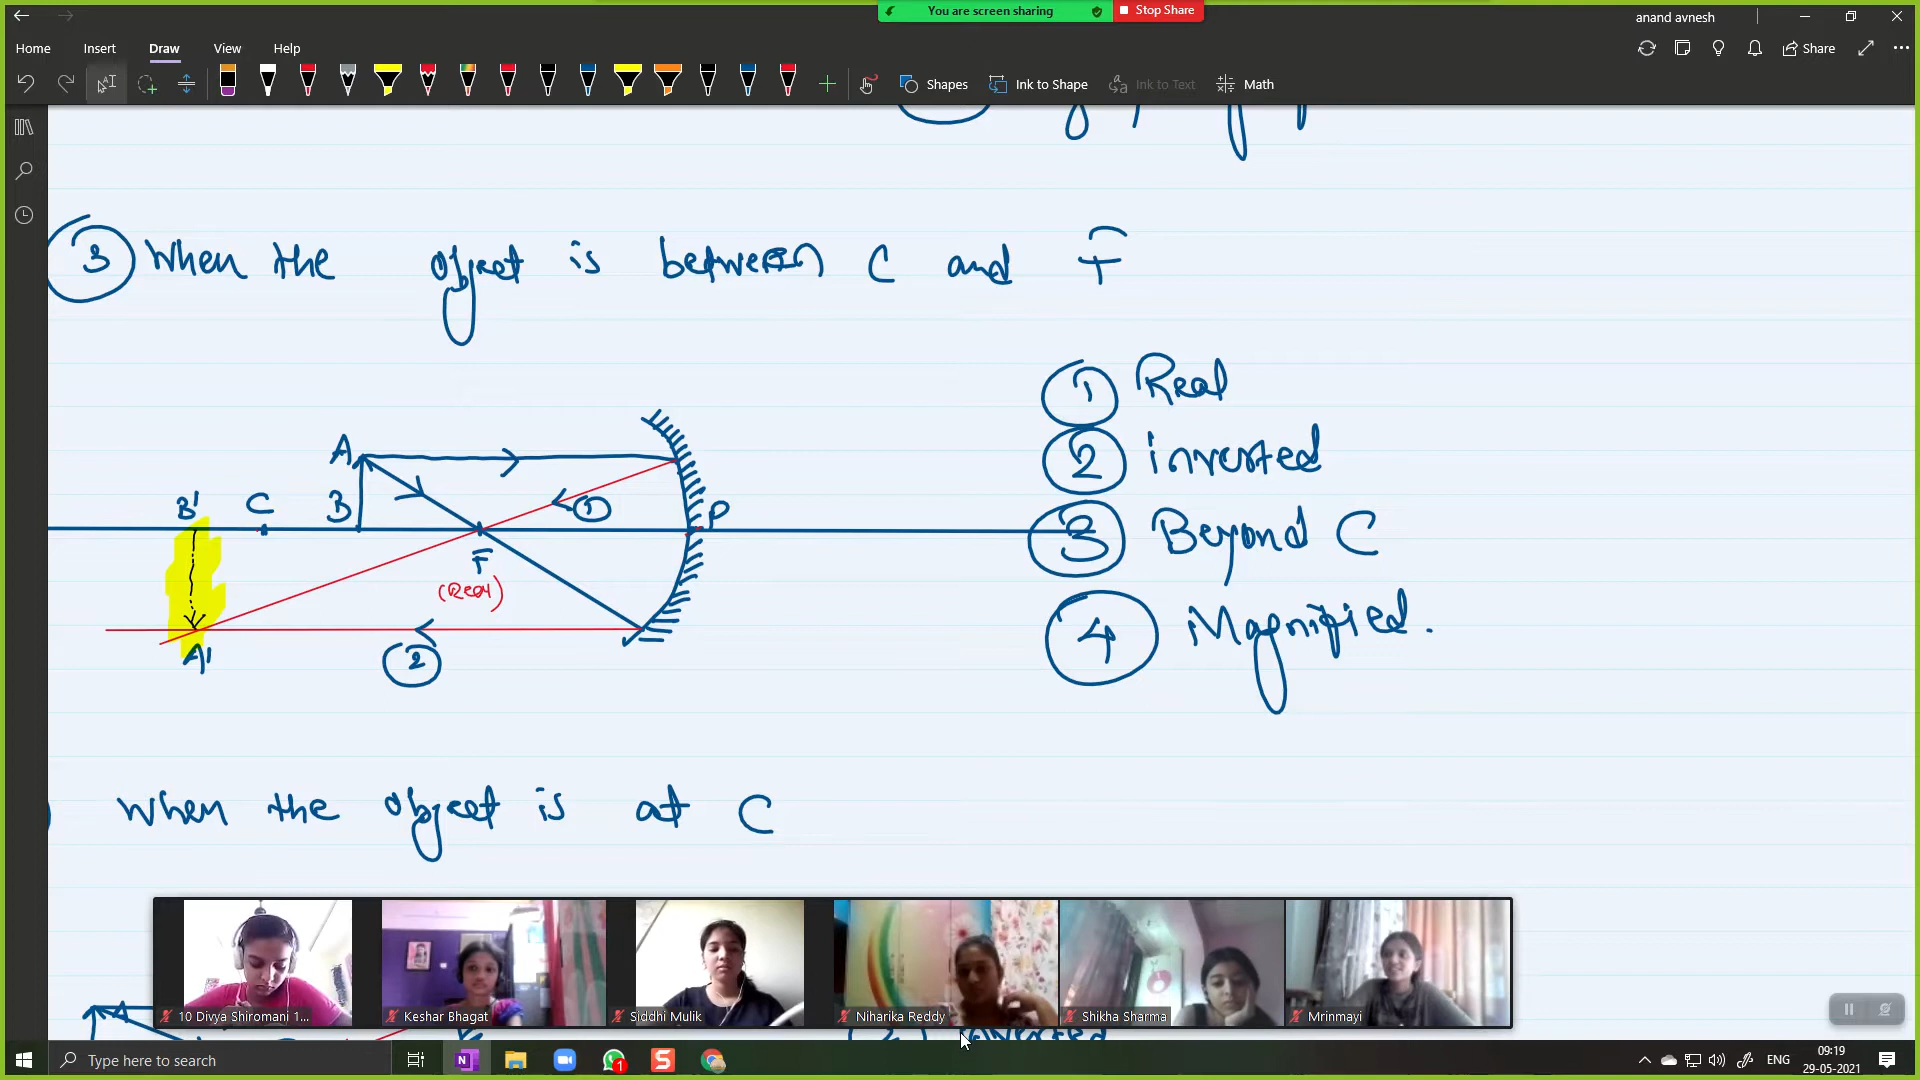 You are screen sharing
Stop Share
anand avnesh
Home Insert Draw View Help
Share
Shapes Ink to Shape Ink to Text Math
3 When the object is between C and F
1 Real
2 inverted
3 Beyond C
4 Magnified.
A
B' C B P
1
F
(Real)
2
A'
When the object is at C
A
10 Divya Shiromani 1... Keshar Bhagat Siddhi Mulik Niharika Reddy Shikha Sharma Mrinmayi
(2) inverted
Type here to search
N
1
S
ENG
09:19
29-05-2021